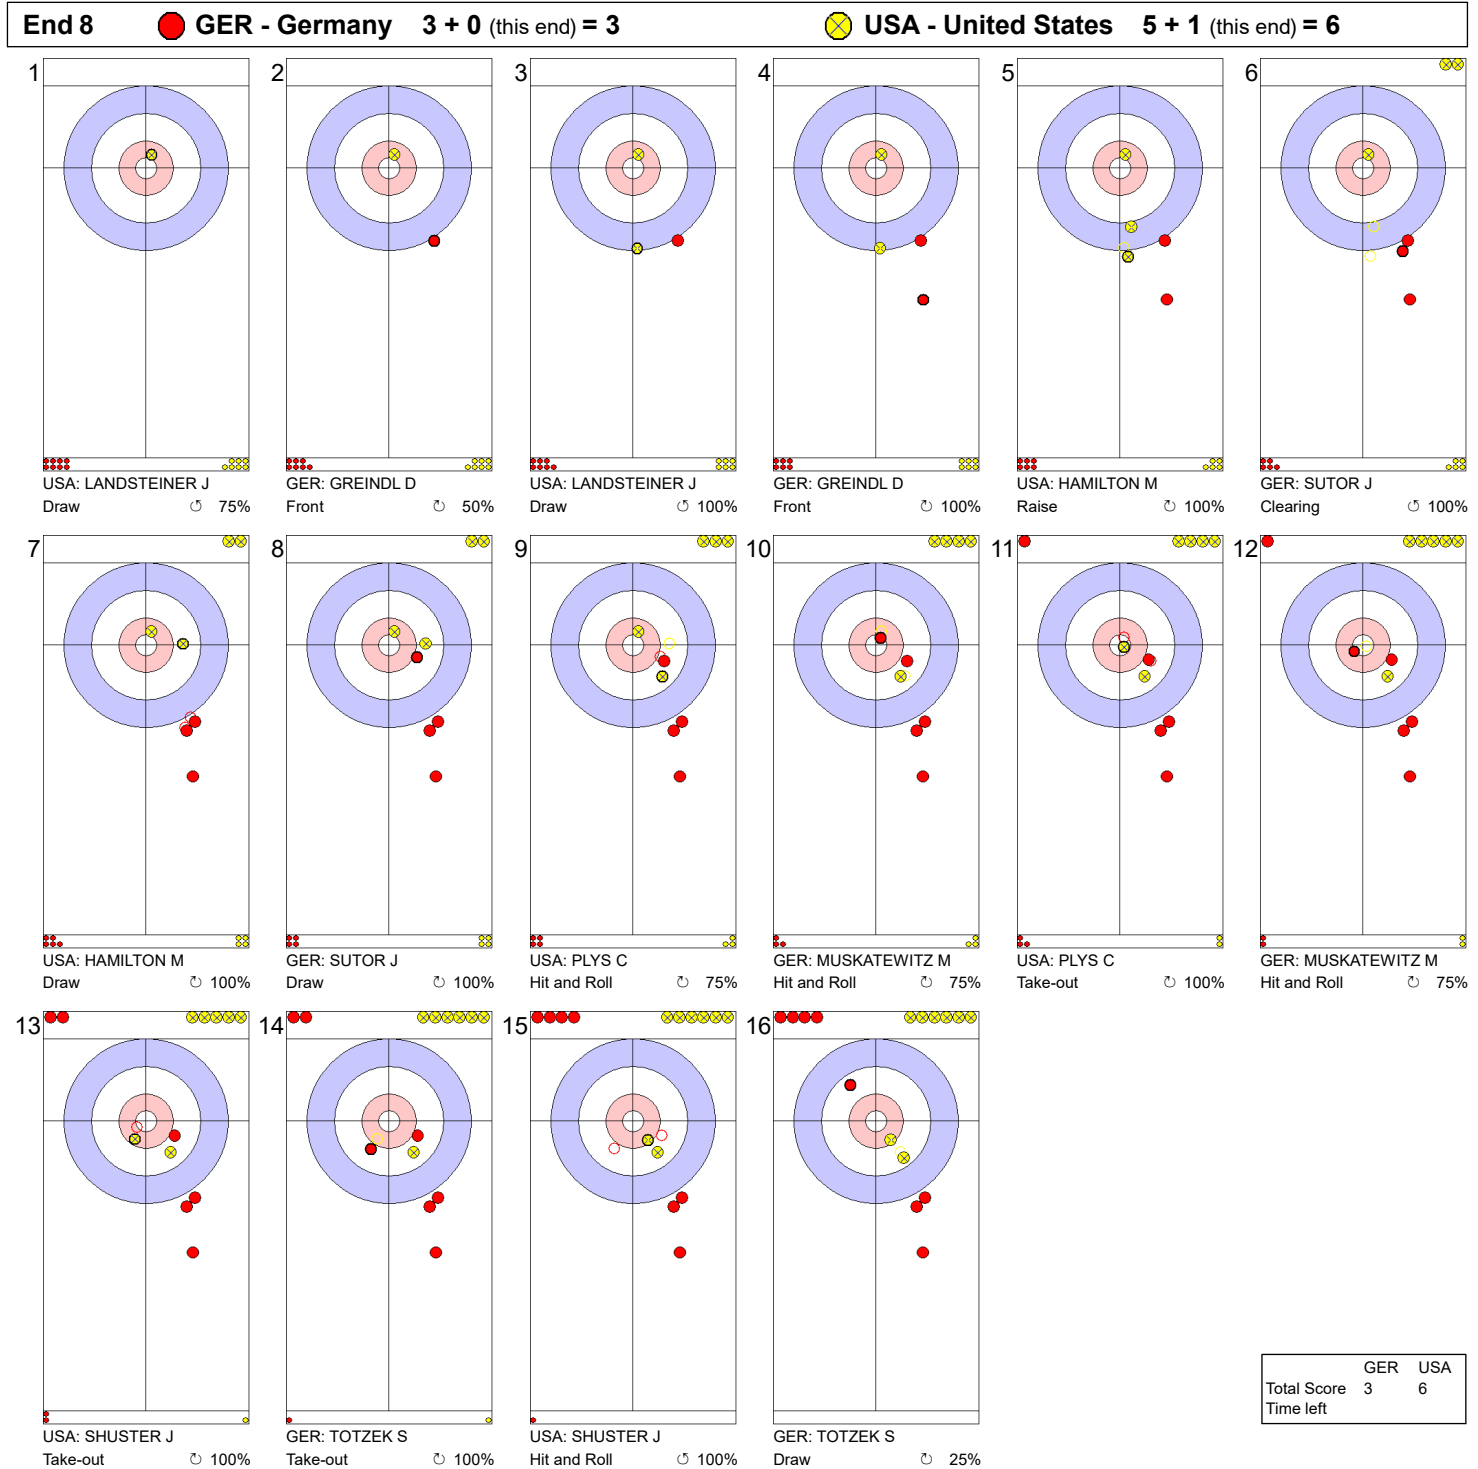 End 8 GER - Germany 3 + 0 (this end) = 3 USA - United States 5 + 1 (this end) = 6
1 2 3 4 5 6
USA: LANDSTEINER J GER: GREINDL D USA: LANDSTEINER J GER: GREINDL D USA: HAMILTON M GER: SUTOR J
Draw ↺ 75% Front ↻ 50% Draw ↺ 100% Front ↻ 100% Raise ↻ 100% Clearing ↻ 100%
7 8 9 10 11 12
USA: HAMILTON M GER: SUTOR J USA: PLYS C GER: MUSKATEWITZ M USA: PLYS C GER: MUSKATEWITZ M
Draw ↻ 100% Draw ↻ 100% Hit and Roll ↻ 75% Hit and Roll ↻ 75% Take-out ↻ 100% Hit and Roll ↻ 75%
13 14 15 16
GER USA
Total Score 3 6
Time left
USA: SHUSTER J GER: TOTZEK S USA: SHUSTER J GER: TOTZEK S
Take-out ↻ 100% Take-out ↻ 100% Hit and Roll ↺ 100% Draw ↻ 25%